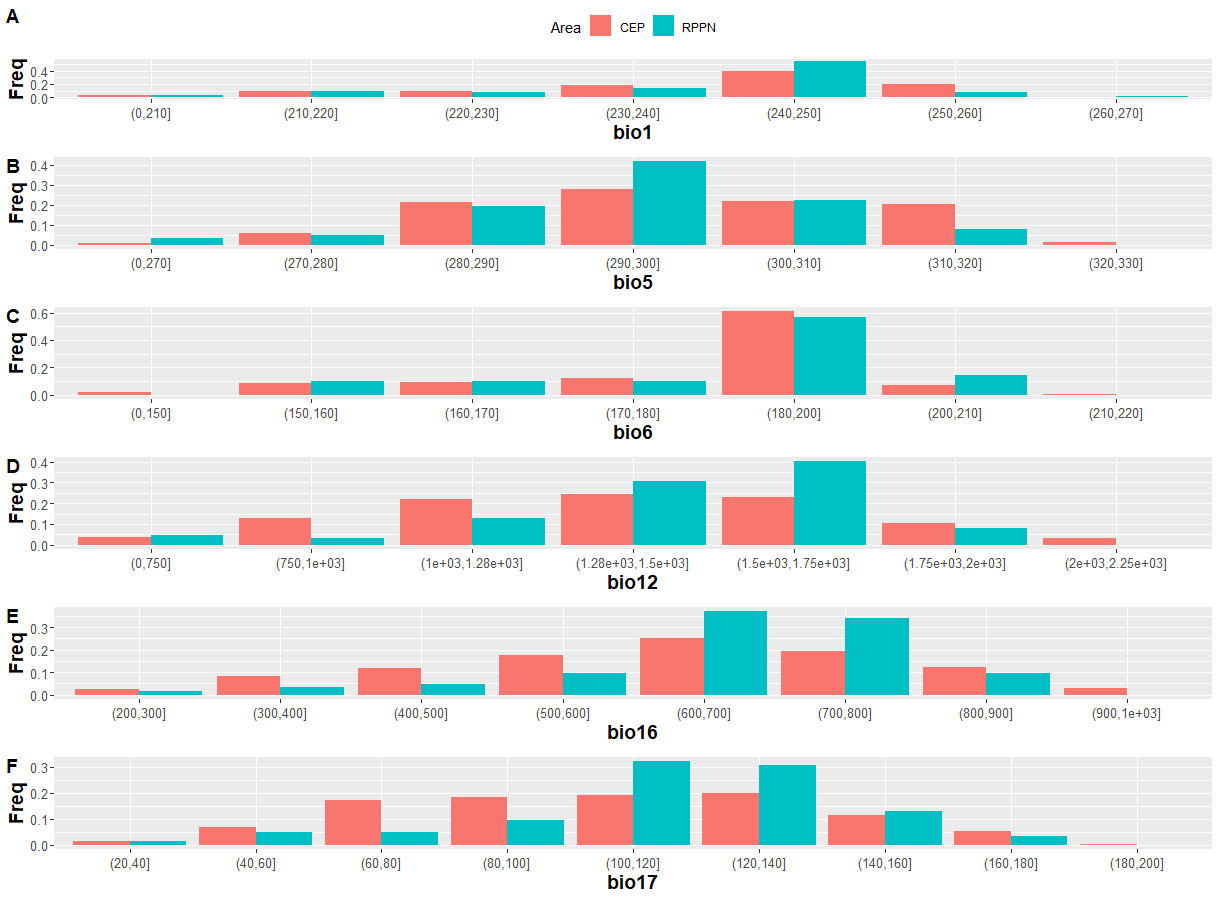 A
Area CEP RPPN
Freq
0.4
0.2
0.0
(0,210] (210,220] (220,230] (230,240] (240,250] (250,260] (260,270]
bio1
B
Freq
0.4
0.3
0.2
0.1
0.0
(0,270] (270,280] (280,290] (290,300] (300,310] (310,320] (320,330]
bio5
C
Freq
0.6
0.4
0.2
0.0
(0,150] (150,160] (160,170] (170,180] (180,200] (200,210] (210,220]
bio6
D
Freq
0.4
0.3
0.2
0.1
0.0
(0,750] (750,1e+03] (1e+03,1.28e+03] (1.28e+03,1.5e+03] (1.5e+03,1.75e+03] (1.75e+03,2e+03] (2e+03,2.25e+03]
bio12
E
Freq
0.3
0.2
0.1
0.0
(200,300] (300,400] (400,500] (500,600] (600,700] (700,800] (800,900] (900,1e+03]
bio16
F
Freq
0.3
0.2
0.1
0.0
(20,40] (40,60] (60,80] (80,100] (100,120] (120,140] (140,160] (160,180] (180,200]
bio17